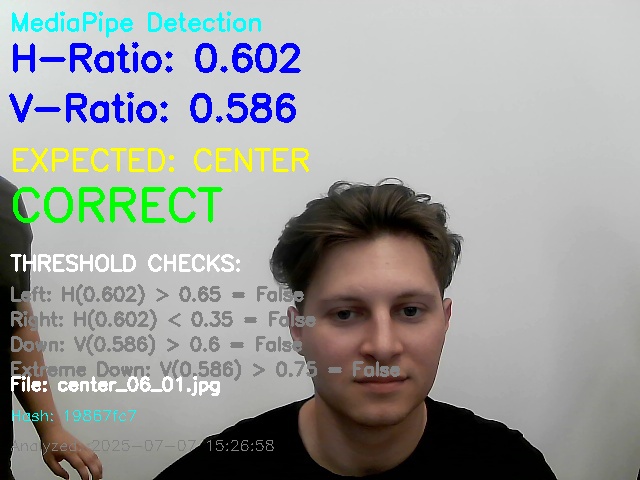 MediaPipe Detection
H-Ratio: 0.602
V-Ratio: 0.586
EXPECTED: CENTER
CORRECT
THRESHOLD CHECKS:
Left: H(0.602) > 0.65 = False
Right: H(0.602) < 0.35 = False
Down: V(0.586) > 0.6 = False
Extreme Down: V(0.586) > 0.75 = False
File: center_06_01.jpg
Hash: 19867fc7
Analyzed: 2025-07-07 15:26:58